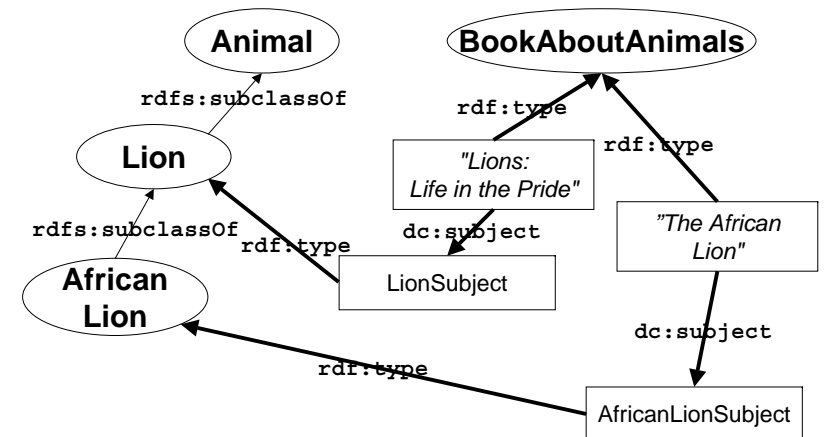 Animal
BookAboutAnimals
rdfs:subclassOf
rdf:type
Lion
"Lions:
Life in the Pride"
rdf:type
rdfs:subclassOf
rdf:type
dc:subject
”The African
Lion"
African
Lion
LionSubject
dc:subject
rdf:type
AfricanLionSubject